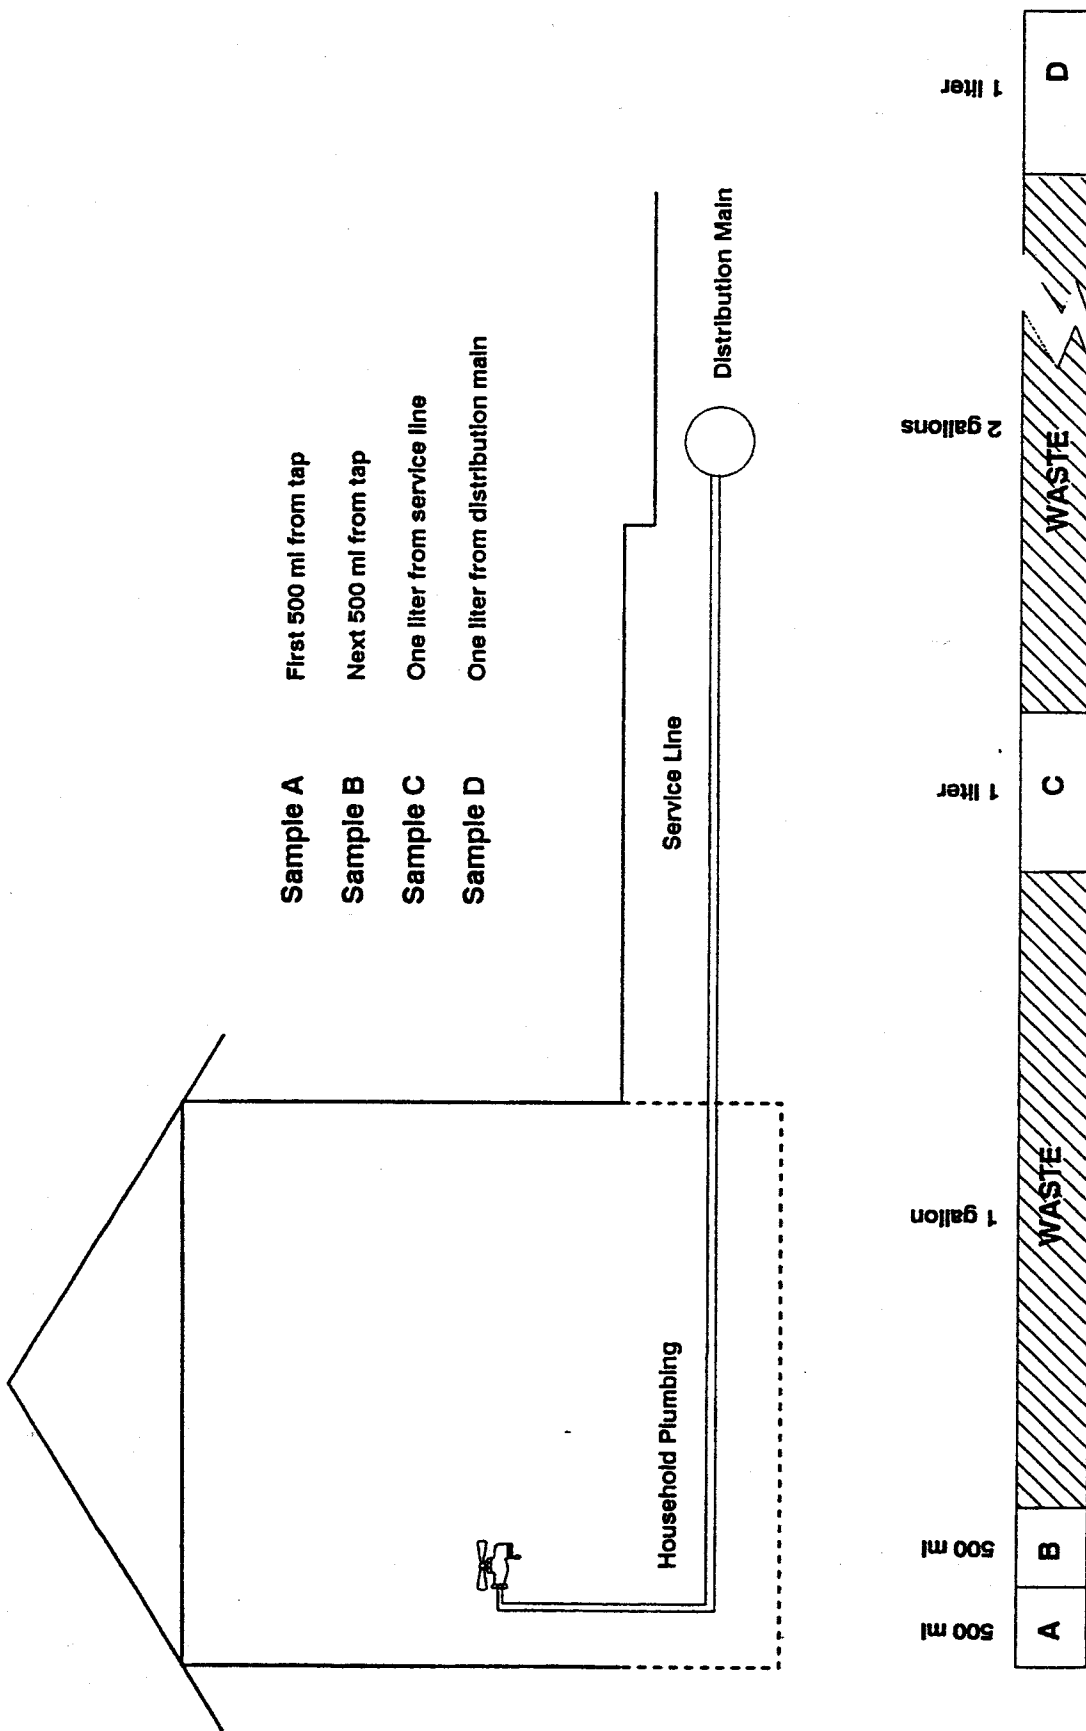 Sample A First 500 ml from tap
Sample B Next 500 ml from tap
Sample C One liter from service line
Sample D One liter from distribution main
Household Plumbing
Service Line
Distribution Main
500 ml
500 ml
1 gallon
1 liter
2 gallons
1 liter
A
B
WASTE
C
WASTE
D